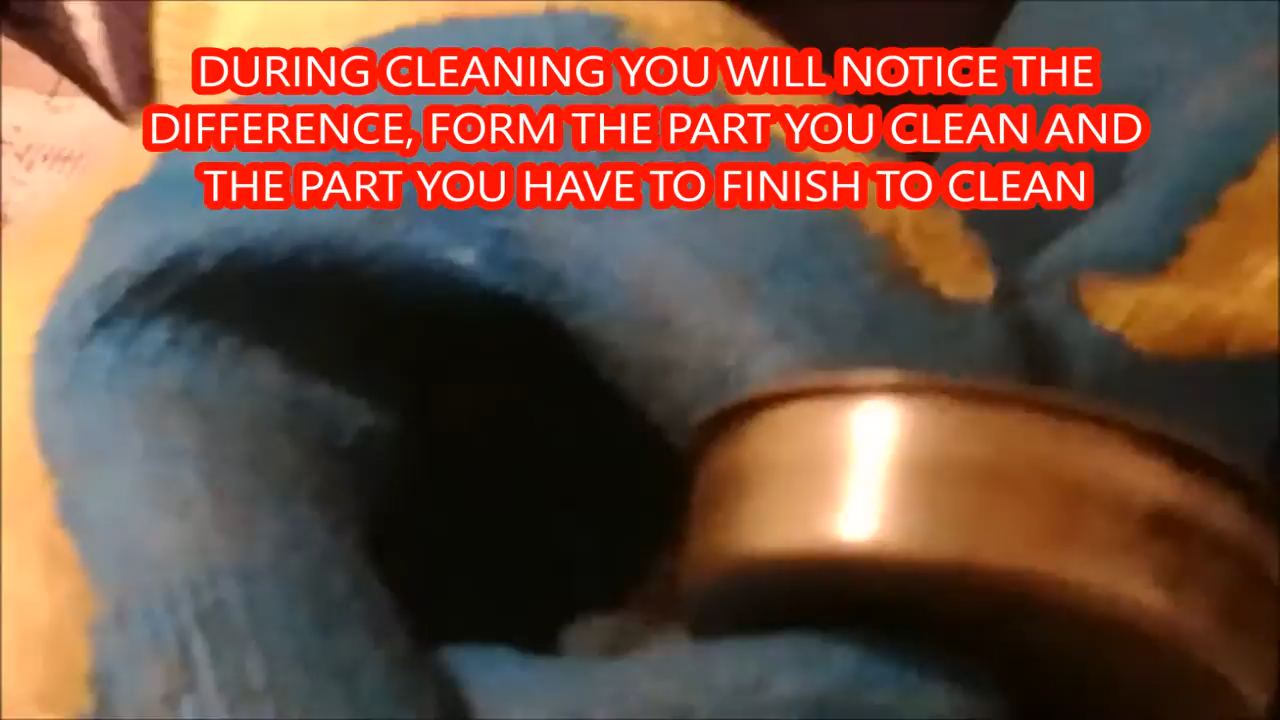 DURING CLEANING YOU WILL NOTICE THE
DIFFERENCE, FORM THE PART YOU CLEAN AND
THE PART YOU HAVE TO FINISH TO CLEAN